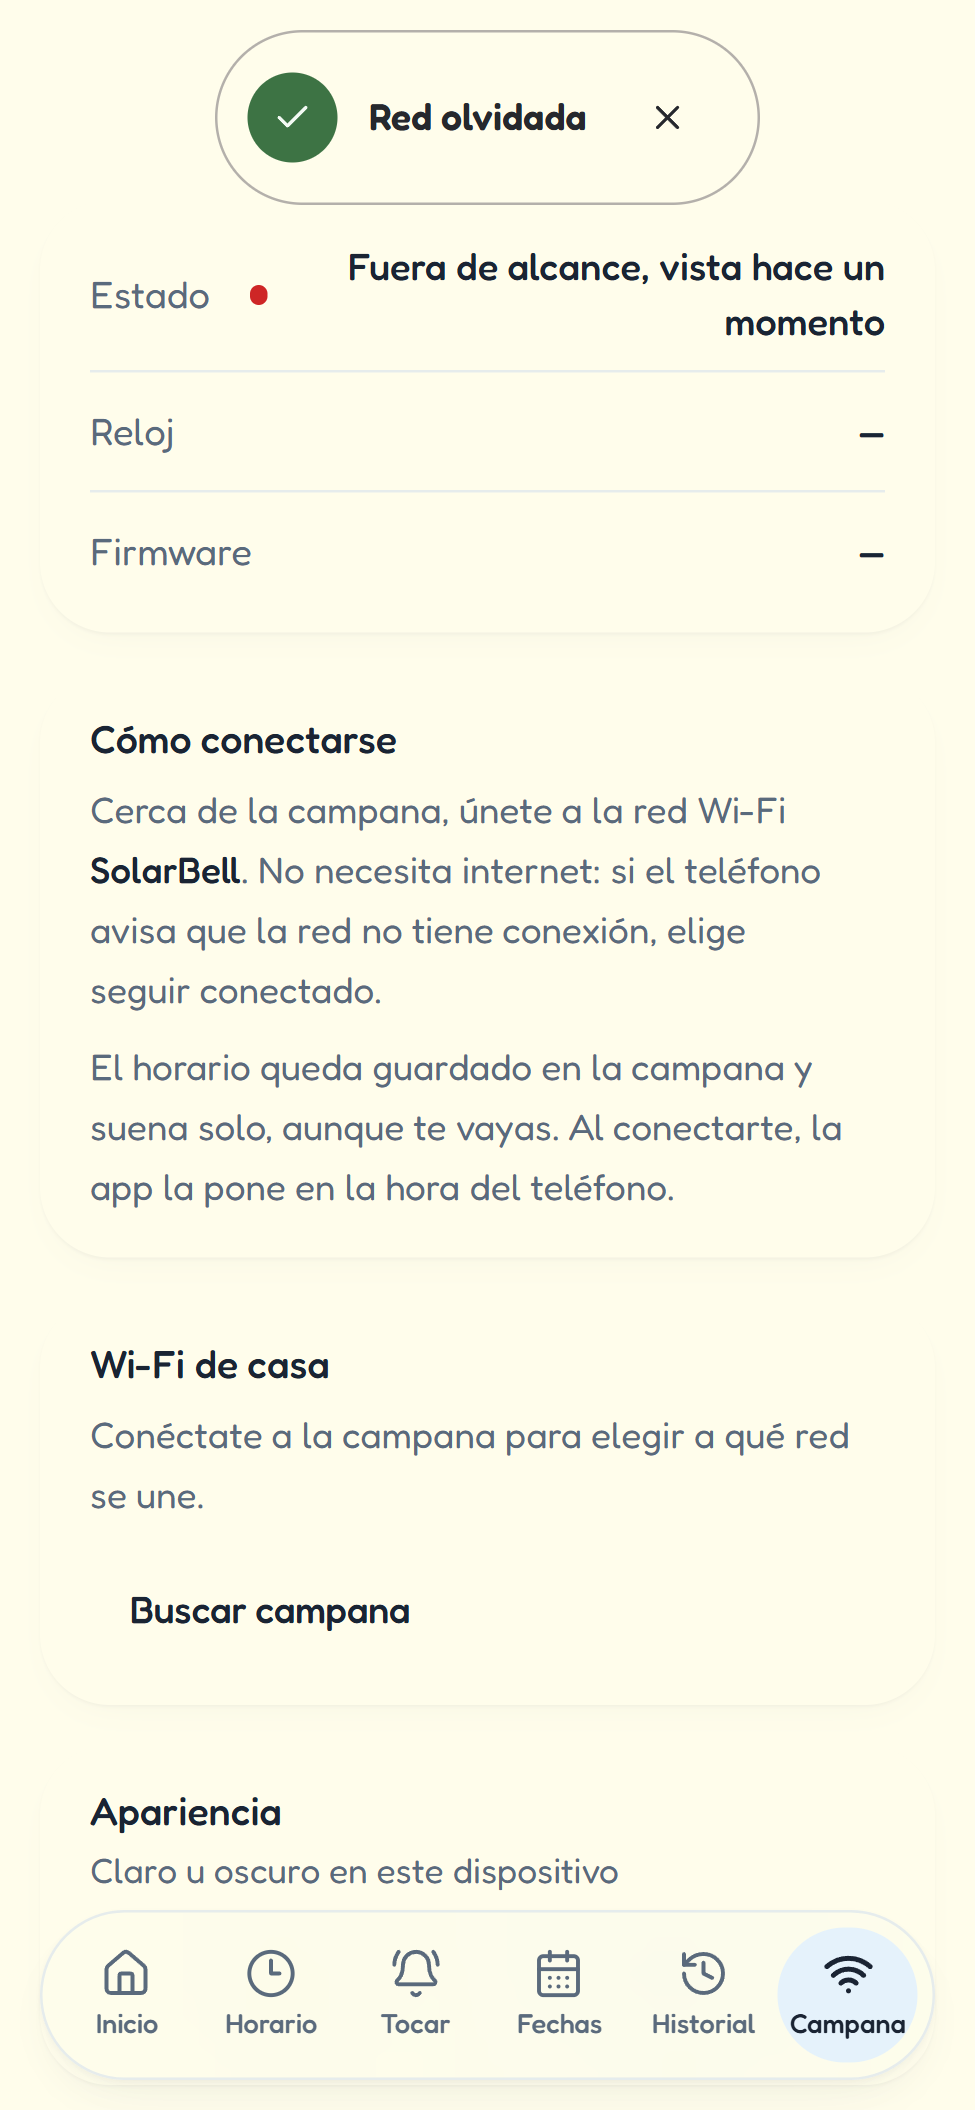 Red olvidada
Estado
Fuera de alcance, vista hace un
momento
Reloj
–
Firmware
–
Cómo conectarse
Cerca de la campana, únete a la red Wi-Fi
SolarBell. No necesita internet: si el teléfono
avisa que la red no tiene conexión, elige
seguir conectado.
El horario queda guardado en la campana y
suena solo, aunque te vayas. Al conectarte, la
app la pone en la hora del teléfono.
Wi-Fi de casa
Conéctate a la campana para elegir a qué red
se une.
Buscar campana
Apariencia
Claro u oscuro en este dispositivo
Inicio
Horario
Tocar
Fechas
Historial
Campana